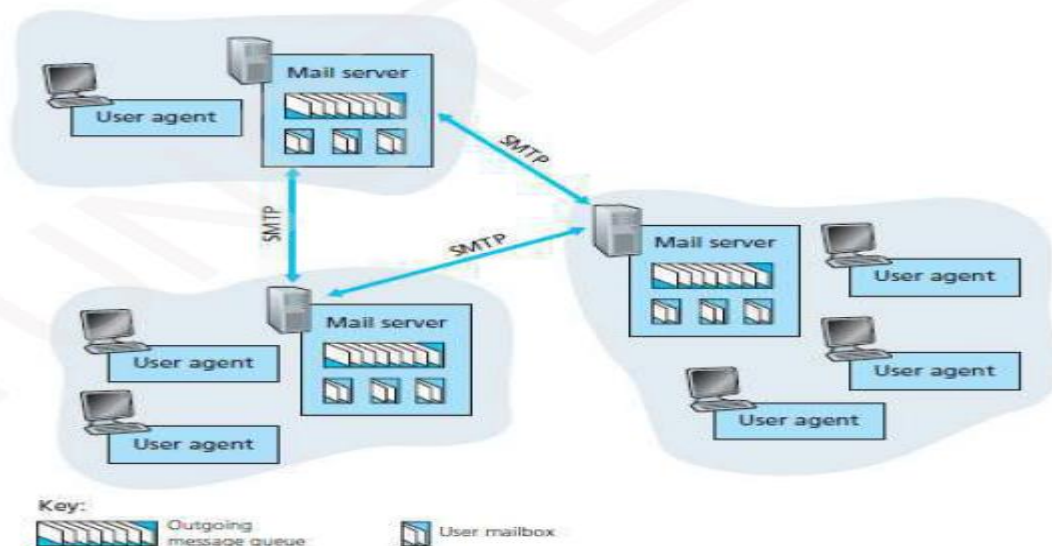 Mail server
User agent
SMTP
SMTP
SMTP
Mail server
User agent
User agent
User agent
Mail server
User agent
User agent
Key:
Outgoing
message queue
User mailbox